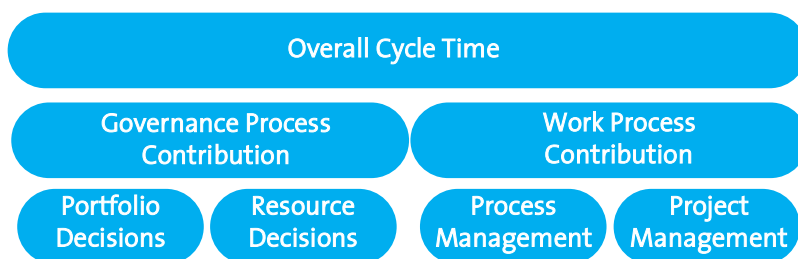 Overall Cycle Time
Governance Process
Contribution
Work Process
Contribution
Portfolio
Decisions
Resource
Decisions
Process
Management
Project
Management